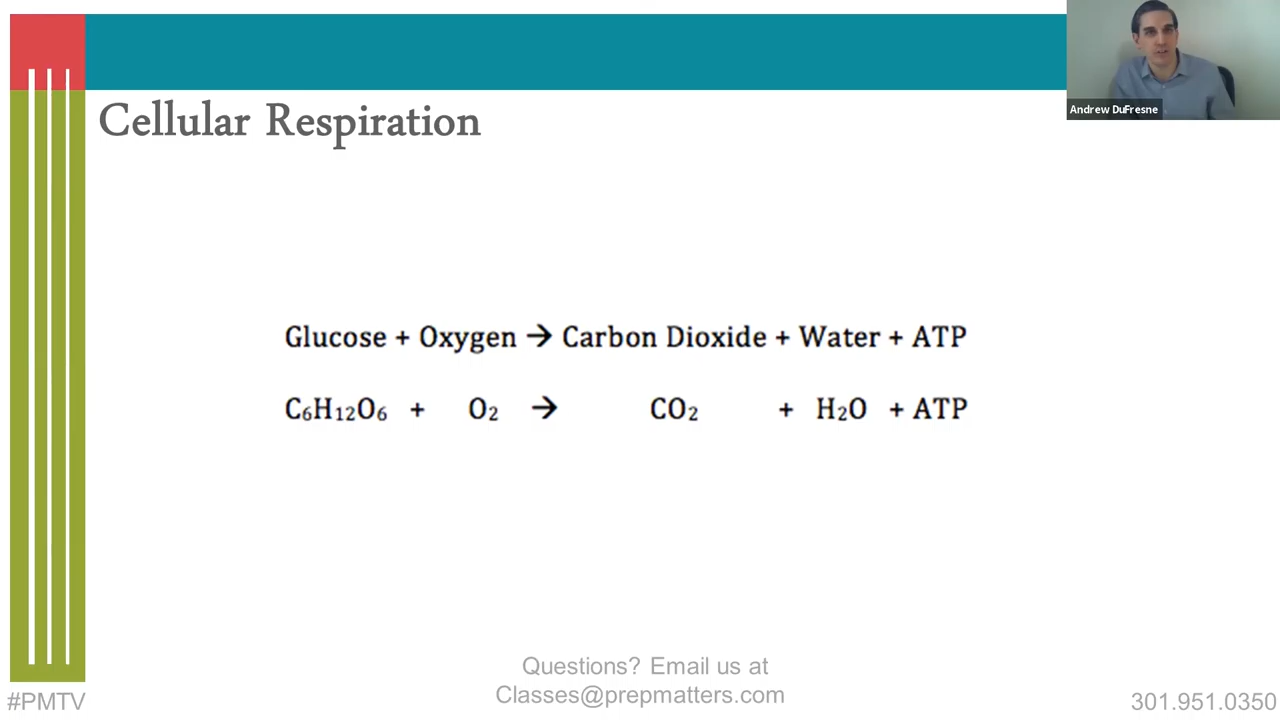 Andrew DuFresne
Cellular Respiration
Glucose + Oxygen → Carbon Dioxide + Water + ATP
C₆H₁₂O₆ + O₂ → CO₂ + H₂O + ATP
Questions? Email us at
Classes@prepmatters.com
#PMTV
301.951.0350